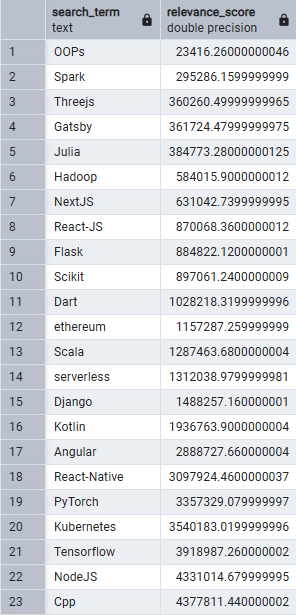 search_term relevance_score
text double precision
1 OOPs 23416.26000000046
2 Spark 295286.1599999999
3 Threejs 360260.49999999965
4 Gatsby 361724.47999999975
5 Julia 384773.28000000125
6 Hadoop 584015.9000000012
7 NextJS 631042.7399999995
8 React-JS 870068.3600000012
9 Flask 884822.1200000001
10 Scikit 897061.2400000009
11 Dart 1028218.3199999996
12 ethereum 1157287.259999999
13 Scala 1287463.6800000004
14 serverless 1312038.9799999981
15 Django 1488257.160000001
16 Kotlin 1936763.9000000004
17 Angular 2888727.660000004
18 React-Native 3097924.4600000037
19 PyTorch 3357329.079999997
20 Kubernetes 3540183.0199999996
21 Tensorflow 3918987.260000002
22 NodeJS 4331014.679999995
23 Cpp 4377811.440000002